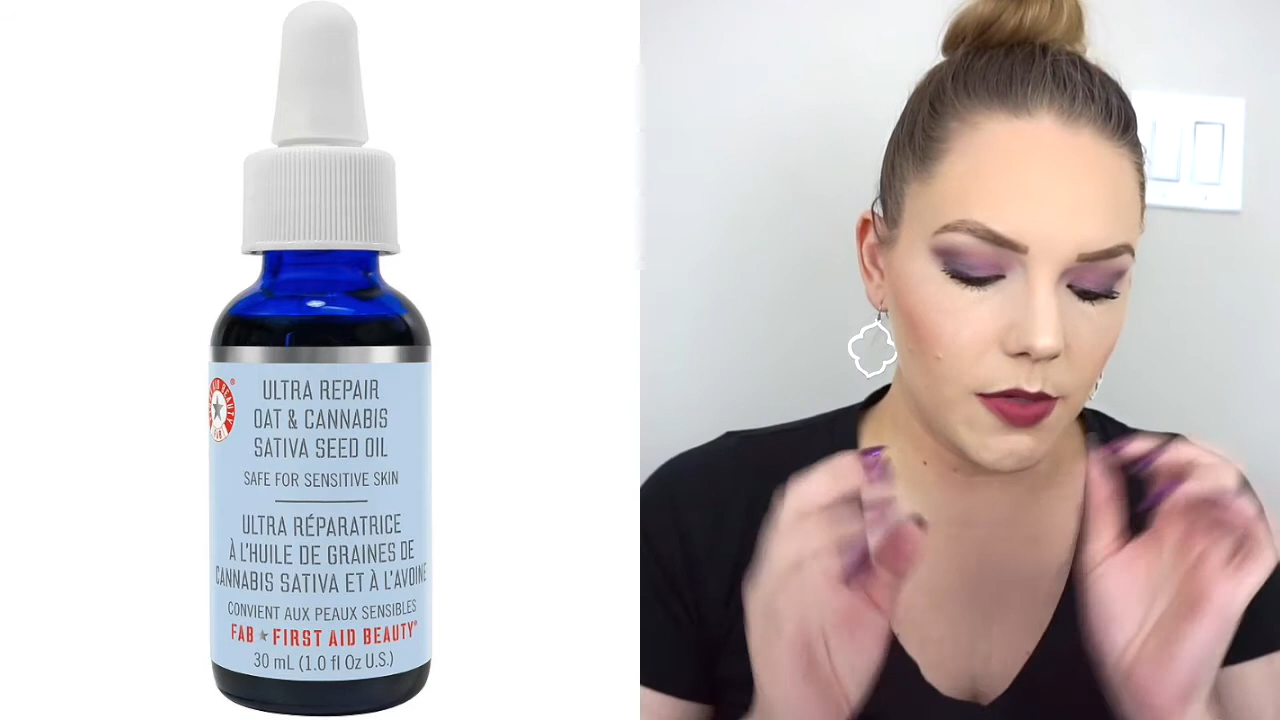 ULTRA REPAIR
OAT & CANNABIS
SATIVA SEED OIL
SAFE FOR SENSITIVE SKIN
ULTRA RÉPARATRICE
À L'HUILE DE GRAINES DE
CANNABIS SATIVA ET À L'AVOINE
CONVIENT AUX PEAUX SENSIBLES
FAB ★ FIRST AID BEAUTY®
30 mL (1.0 fl Oz U.S.)